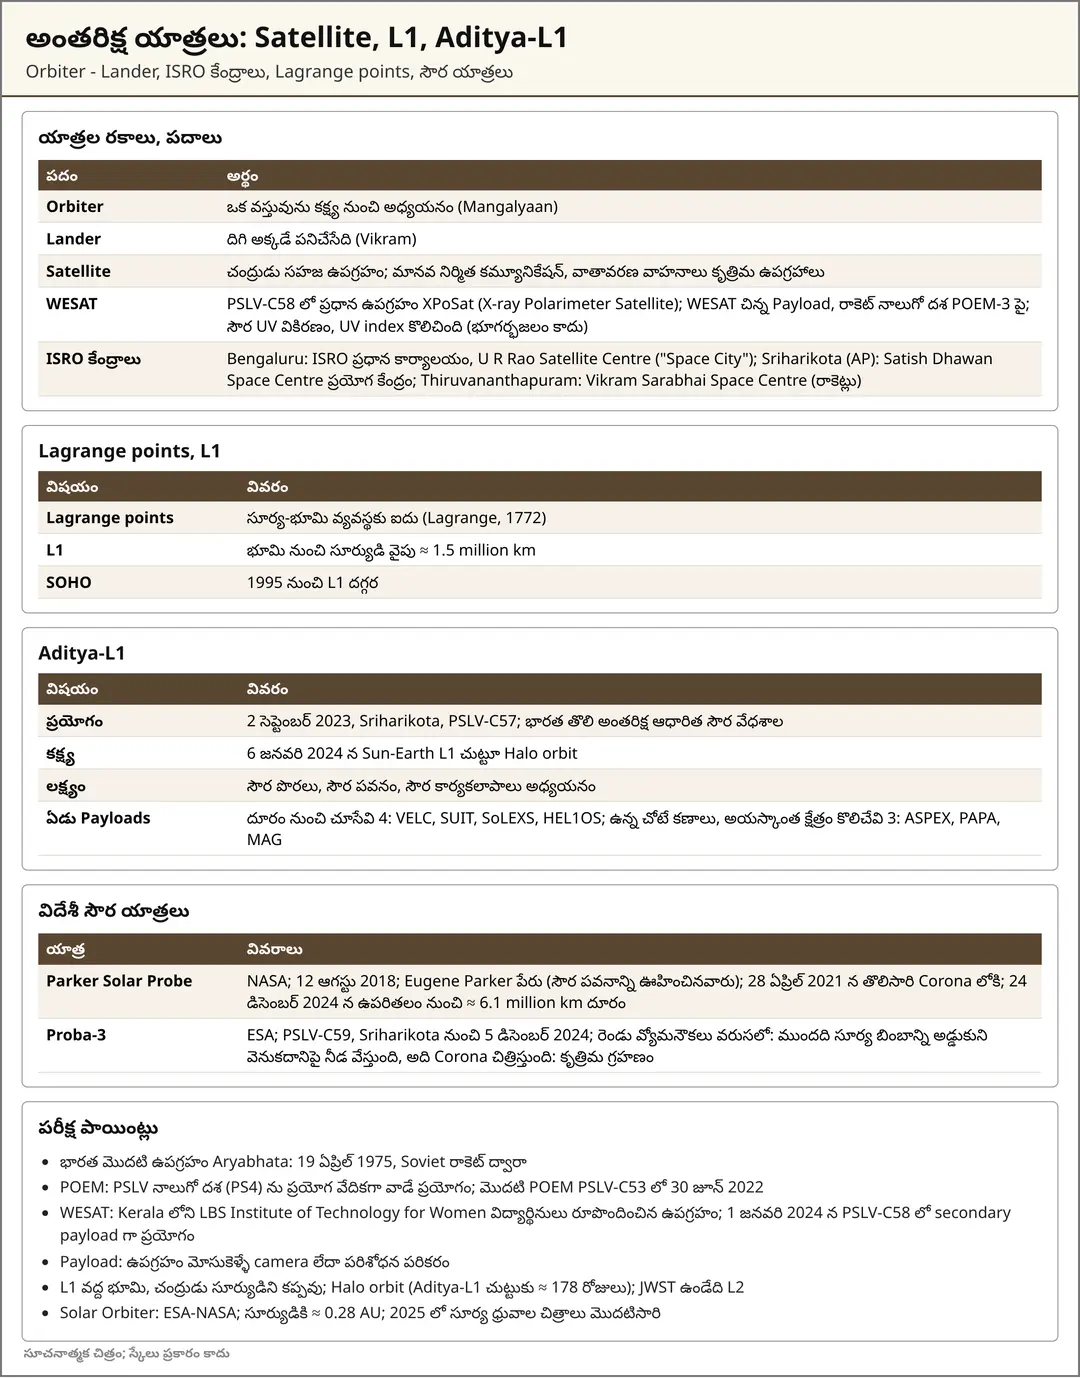 అంతరిక్ష యాత్రలు: Satellite, L1, Aditya-L1
Orbiter - Lander, ISRO కేంద్రాలు, Lagrange points, సౌర యాత్రలు
యాత్రల రకాలు, పదాలు
పదం అర్థం
Orbiter ఒక వస్తువును కక్ష్య నుంచి అధ్యయనం (Mangalyaan)
Lander దిగి అక్కడే పనిచేసేది (Vikram)
Satellite చంద్రుడు సహజ ఉపగ్రహం; మానవ నిర్మిత కమ్యూనికేషన్, వాతావరణ వాహనాలు కృత్రిమ ఉపగ్రహాలు
WESAT PSLV-C58 లో ప్రధాన ఉపగ్రహం XPoSat (X-ray Polarimeter Satellite); WESAT చిన్న Payload, రాకెట్ నాలుగో దశ POEM-3 పై;
సౌర UV వికిరణం, UV index కొలిచింది (భూగర్భజలం కాదు)
ISRO కేంద్రాలు Bengaluru: ISRO ప్రధాన కార్యాలయం, U R Rao Satellite Centre ("Space City"); Sriharikota (AP): Satish Dhawan
Space Centre ప్రయోగ కేంద్రం; Thiruvananthapuram: Vikram Sarabhai Space Centre (రాకెట్లు)
Lagrange points, L1
విషయం వివరం
Lagrange points సూర్య-భూమి వ్యవస్థకు ఐదు (Lagrange, 1772)
L1 భూమి నుంచి సూర్యుడి వైపు ≈ 1.5 million km
SOHO 1995 నుంచి L1 దగ్గర
Aditya-L1
విషయం వివరం
ప్రయోగం 2 సెప్టెంబర్ 2023, Sriharikota, PSLV-C57; భారత తొలి అంతరిక్ష ఆధారిత సౌర వేధశాల
కక్ష్య 6 జనవరి 2024 న Sun-Earth L1 చుట్టూ Halo orbit
లక్ష్యం సౌర పొరలు, సౌర పవనం, సౌర కార్యకలాపాలు అధ్యయనం
ఏడు Payloads దూరం నుంచి చూసేవి 4: VELC, SUIT, SoLEXS, HEL1OS; ఉన్న చోటే కణాలు, అయస్కాంత క్షేత్రం కొలిచేవి 3: ASPEX, PAPA,
MAG
విదేశీ సౌర యాత్రలు
యాత్ర వివరాలు
Parker Solar Probe NASA; 12 ఆగస్టు 2018; Eugene Parker పేరు (సౌర పవనాన్ని ఊహించినవారు); 28 ఏప్రిల్ 2021 న తొలిసారి Corona లోకి; 24
డిసెంబర్ 2024 న ఉపరితలం నుంచి ≈ 6.1 million km దూరం
Proba-3 ESA; PSLV-C59, Sriharikota నుంచి 5 డిసెంబర్ 2024; రెండు వ్యోమనౌకలు వరుసలో: ముందది సూర్య బింబాన్ని అడ్డుకుని
వెనుకదానిపై నీడ వేస్తుంది, అది Corona చిత్రిస్తుంది: కృత్రిమ గ్రహణం
పరీక్ష పాయింట్లు
• భారత మొదటి ఉపగ్రహం Aryabhata: 19 ఏప్రిల్ 1975, Soviet రాకెట్ ద్వారా
• POEM: PSLV నాలుగో దశ (PS4) ను ప్రయోగ వేదికగా వాడే ప్రయోగం; మొదటి POEM PSLV-C53 లో 30 జూన్ 2022
• WESAT: Kerala లోని LBS Institute of Technology for Women విద్యార్థినులు రూపొందించిన ఉపగ్రహం; 1 జనవరి 2024 న PSLV-C58 లో secondary
payload గా ప్రయోగం
• Payload: ఉపగ్రహం మోసుకెళ్ళే camera లేదా పరిశోధన పరికరం
• L1 వద్ద భూమి, చంద్రుడు సూర్యుడిని కప్పవు; Halo orbit (Aditya-L1 చుట్టుకు ≈ 178 రోజులు); JWST ఉండేది L2
• Solar Orbiter: ESA-NASA; సూర్యుడికి ≈ 0.28 AU; 2025 లో సూర్య ధ్రువాల చిత్రాలు మొదటిసారి
సూచనాత్మక చిత్రం; స్కేలు ప్రకారం కాదు